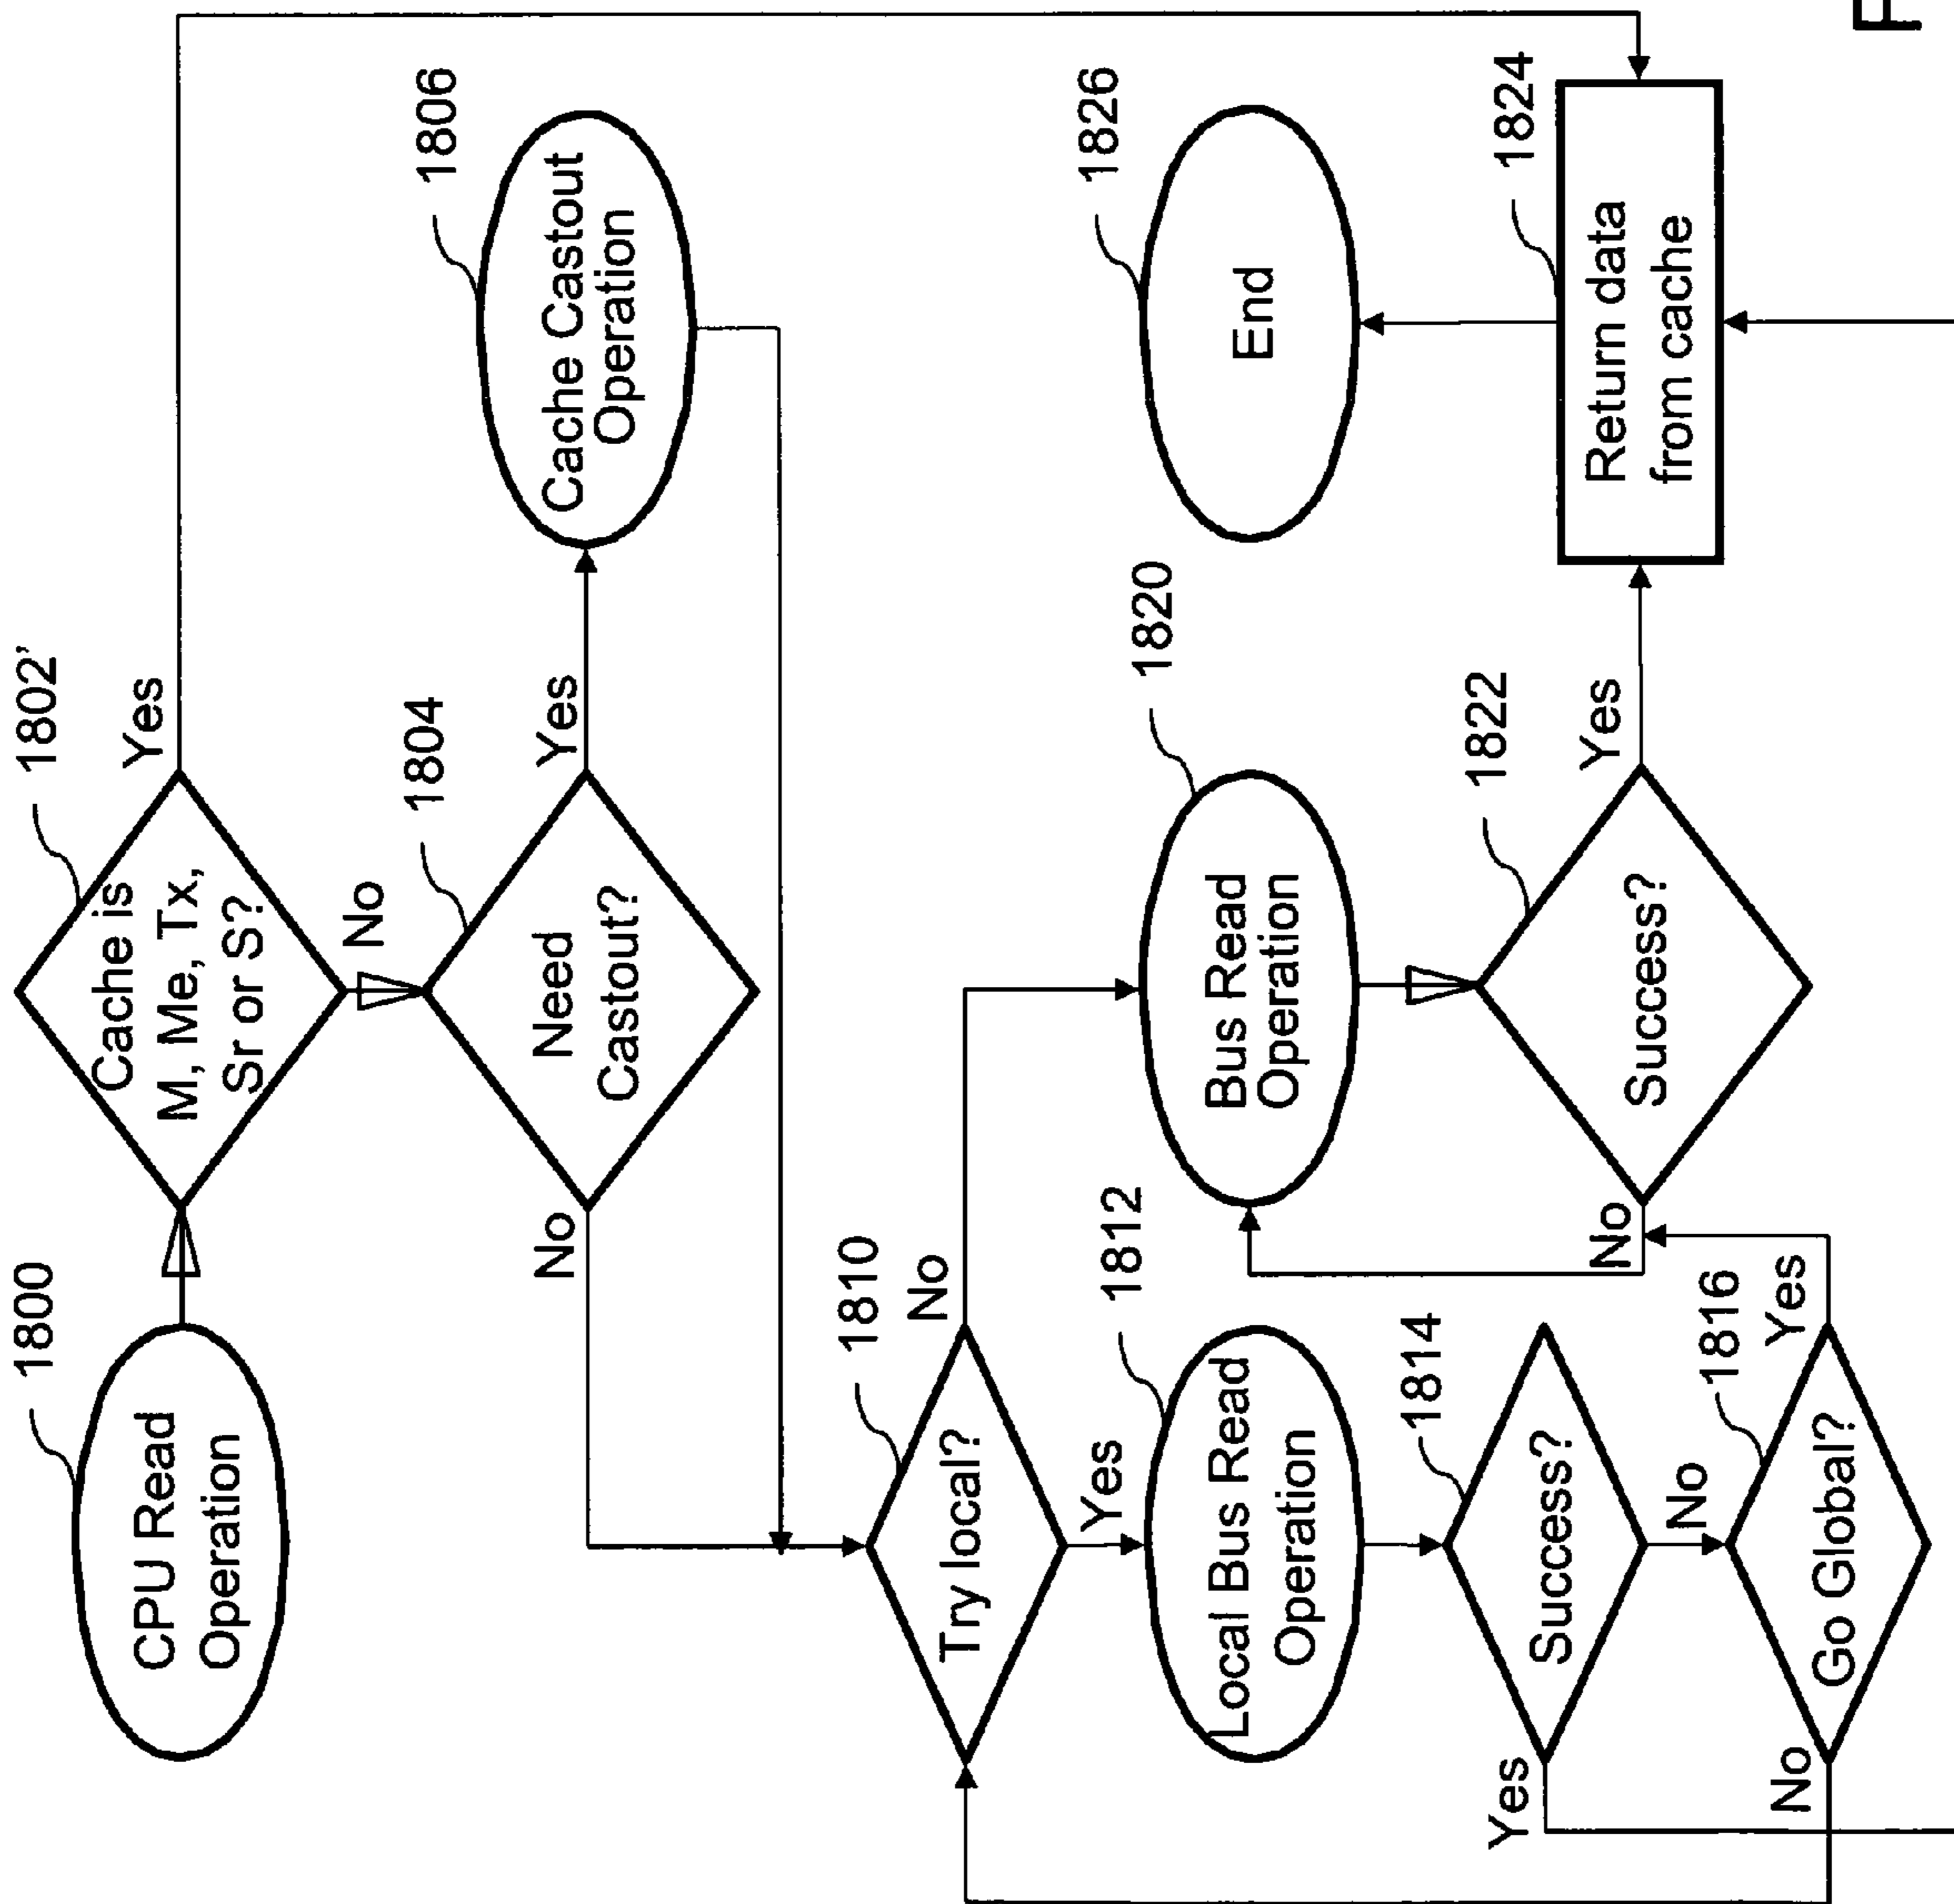 1800
CPU Read
Operation
1802'
Cache is
M, Me, Tx,
Sr or S?
Yes
No
1804
Need
Castout?
Yes
No
1806
Cache Castout
Operation
1810
Try local?
No
Yes
1812
Local Bus Read
Operation
1814
Success?
Yes
No
1816
Go Global?
Yes
No
1820
Bus Read
Operation
1822
Success?
Yes
No
1824
Return data
from cache
1826
End